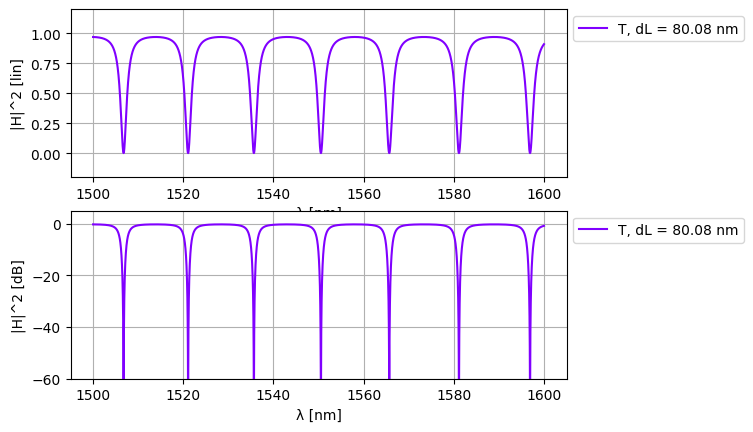 |H|^2 [lin]
1.00
0.75
0.50
0.25
0.00
1500 1520 1540 1560 1580 1600
λ [nm]
T, dL = 80.08 nm
|H|^2 [dB]
0
−20
−40
−60
1500 1520 1540 1560 1580 1600
λ [nm]
T, dL = 80.08 nm